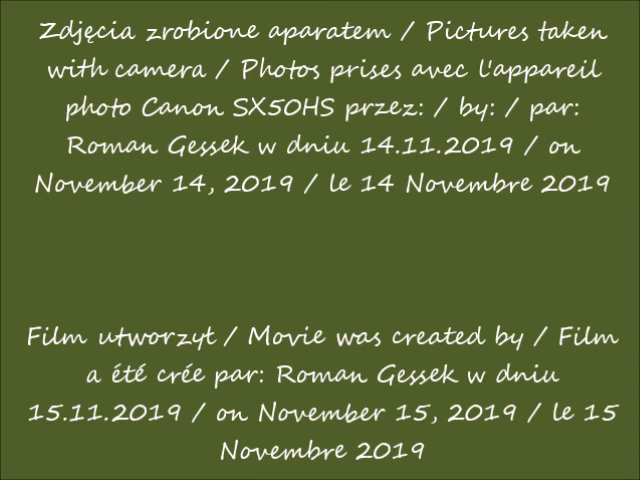 Zdjęcia zrobione aparatem / Pictures taken
with camera / Photos prises avec l'appareil
photo Canon SX50HS przez: / by: / par:
Roman Gessek w dniu 14.11.2019 / on
November 14, 2019 / le 14 Novembre 2019
Film utworzył / Movie was created by / Film
a été crée par: Roman Gessek w dniu
15.11.2019 / on November 15, 2019 / le 15
Novembre 2019